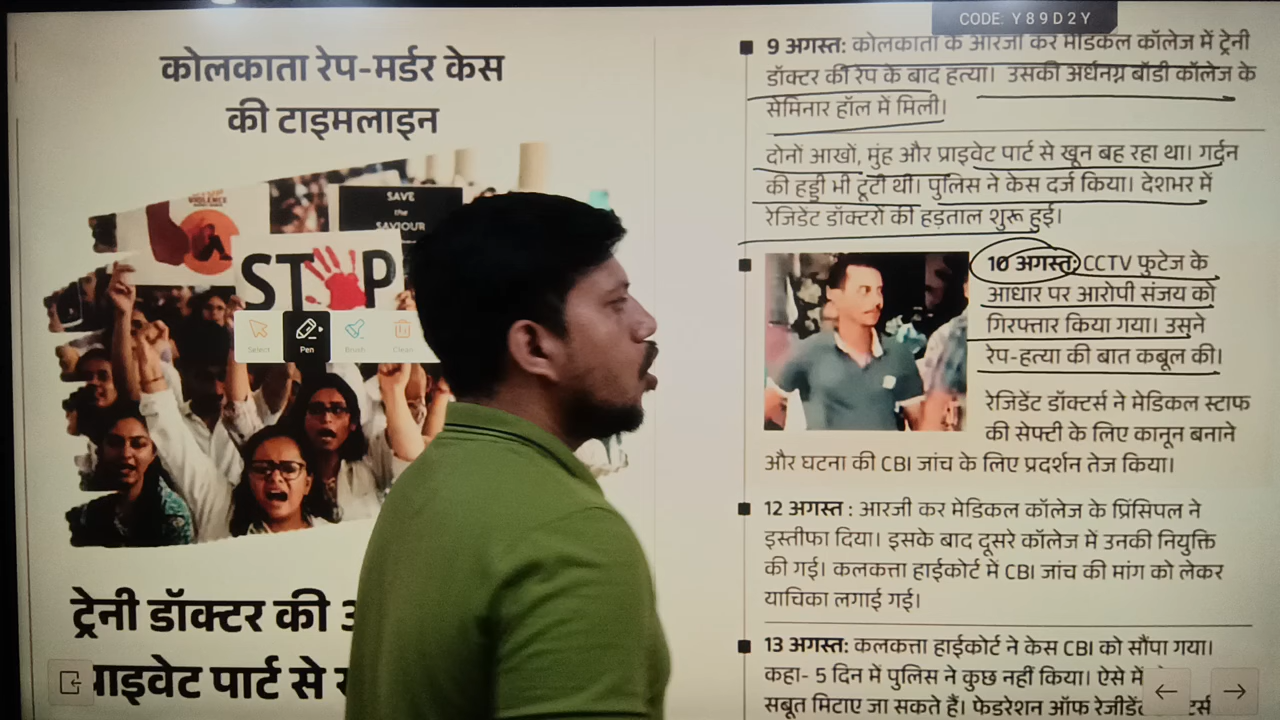 CODE: Y89D2Y
कोलकाता रेप-मर्डर केस
की टाइमलाइन
VIOLENCE
SAVE
the
SAVIOUR
STOP
Select
Pen
Brush
Clean
ट्रेनी डॉक्टर की
प्राइवेट पार्ट से
9 अगस्त: कोलकाता के आरजी कर मेडिकल कॉलेज में ट्रेनी
डॉक्टर की रेप के बाद हत्या। उसकी अर्धनग्न बॉडी कॉलेज के
सेमिनार हॉल में मिली।
दोनों आखों, मुंह और प्राइवेट पार्ट से खून बह रहा था। गर्दन
की हड्डी भी टूटी थी। पुलिस ने केस दर्ज किया। देशभर में
रेजिडेंट डॉक्टरों की हड़ताल शुरू हुई।
10 अगस्त: CCTV फुटेज के
आधार पर आरोपी संजय को
गिरफ्तार किया गया। उसने
रेप-हत्या की बात कबूल की।
रेजिडेंट डॉक्टर्स ने मेडिकल स्टाफ
की सेफ्टी के लिए कानून बनाने
और घटना की CBI जांच के लिए प्रदर्शन तेज किया।
12 अगस्त : आरजी कर मेडिकल कॉलेज के प्रिंसिपल ने
इस्तीफा दिया। इसके बाद दूसरे कॉलेज में उनकी नियुक्ति
की गई। कलकत्ता हाईकोर्ट में CBI जांच की मांग को लेकर
याचिका लगाई गई।
13 अगस्त: कलकत्ता हाईकोर्ट ने केस CBI को सौंपा गया।
कहा- 5 दिन में पुलिस ने कुछ नहीं किया। ऐसे में
सबूत मिटाए जा सकते हैं। फेडरेशन ऑफ रेजीडेंट